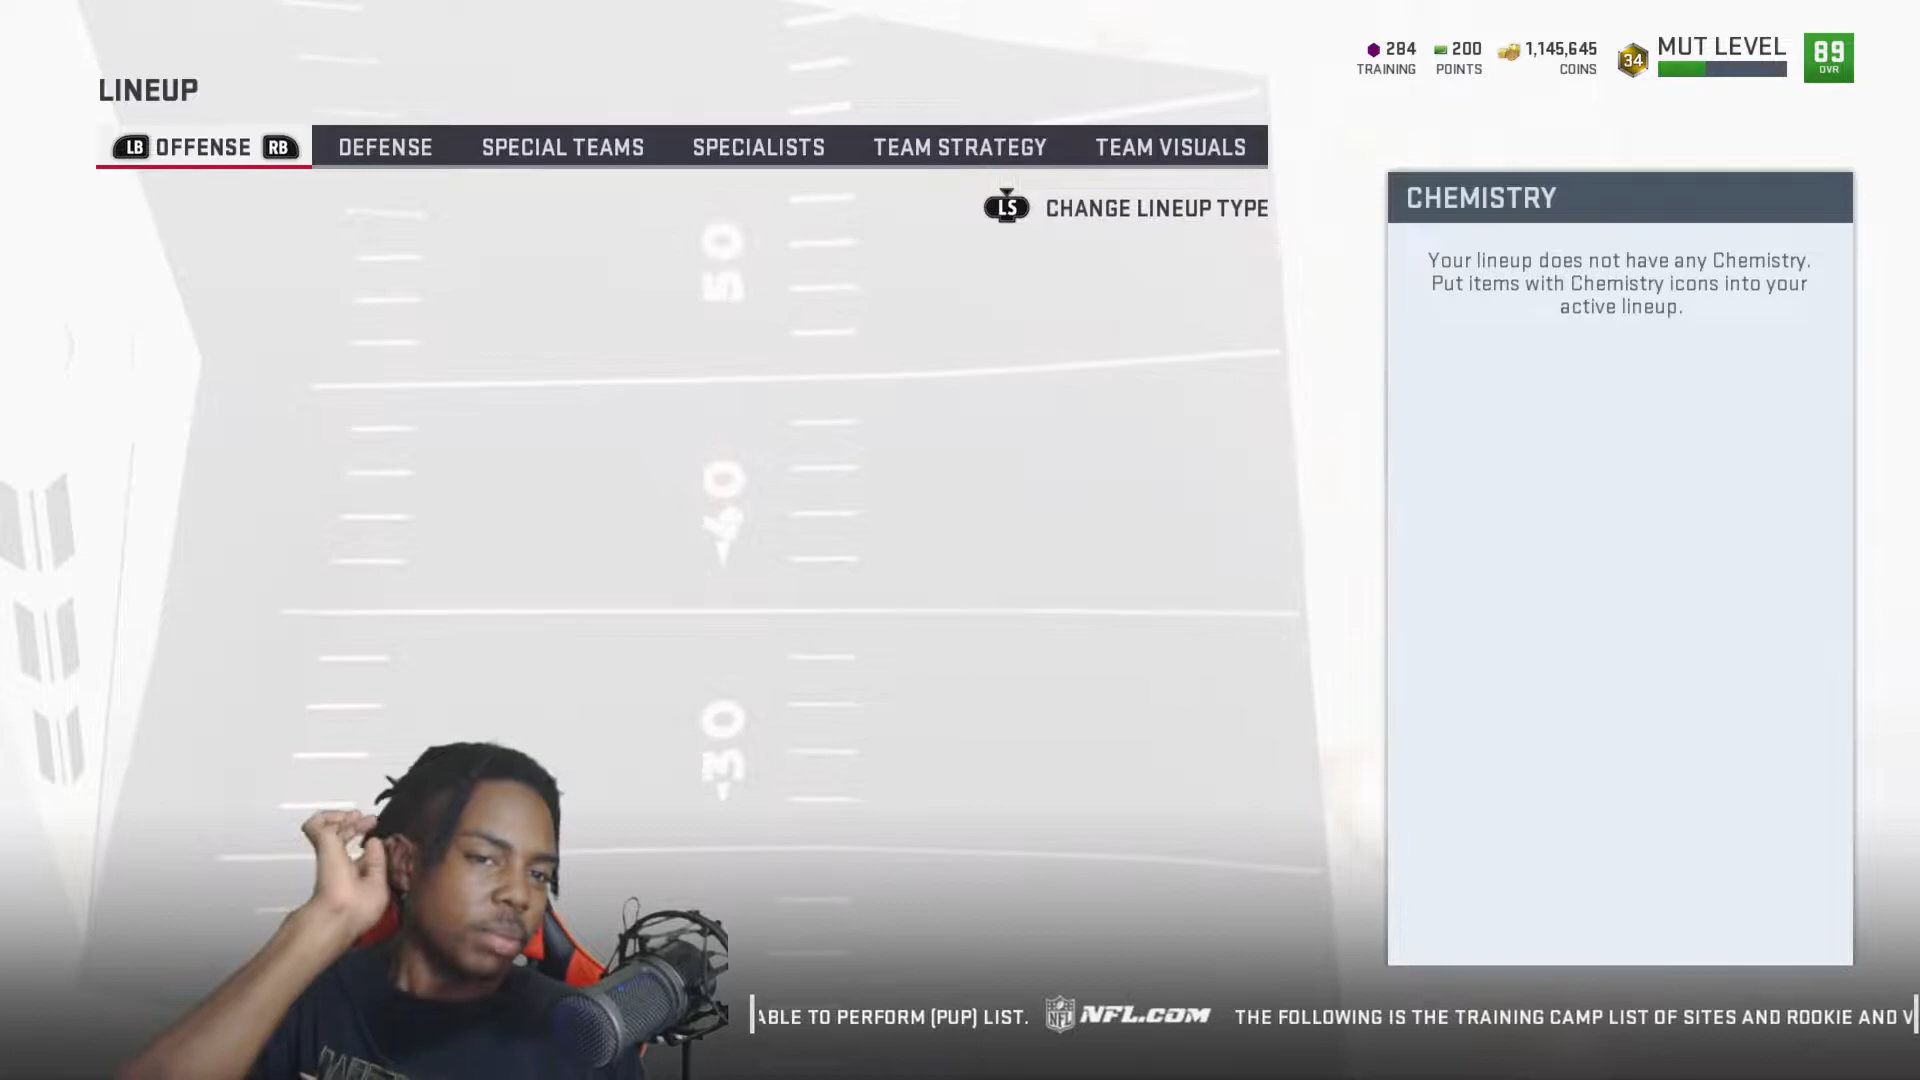 284
TRAINING
200
POINTS
1,145,645
COINS
34
MUT LEVEL
89
OVR
LINEUP
LB OFFENSE RB
DEFENSE
SPECIAL TEAMS
SPECIALISTS
TEAM STRATEGY
TEAM VISUALS
LS CHANGE LINEUP TYPE
CHEMISTRY
Your lineup does not have any Chemistry.
Put items with Chemistry icons into your
active lineup.
50
40
30
ABLE TO PERFORM (PUP) LIST. NFL NFL.COM THE FOLLOWING IS THE TRAINING CAMP LIST OF SITES AND ROOKIE AND V